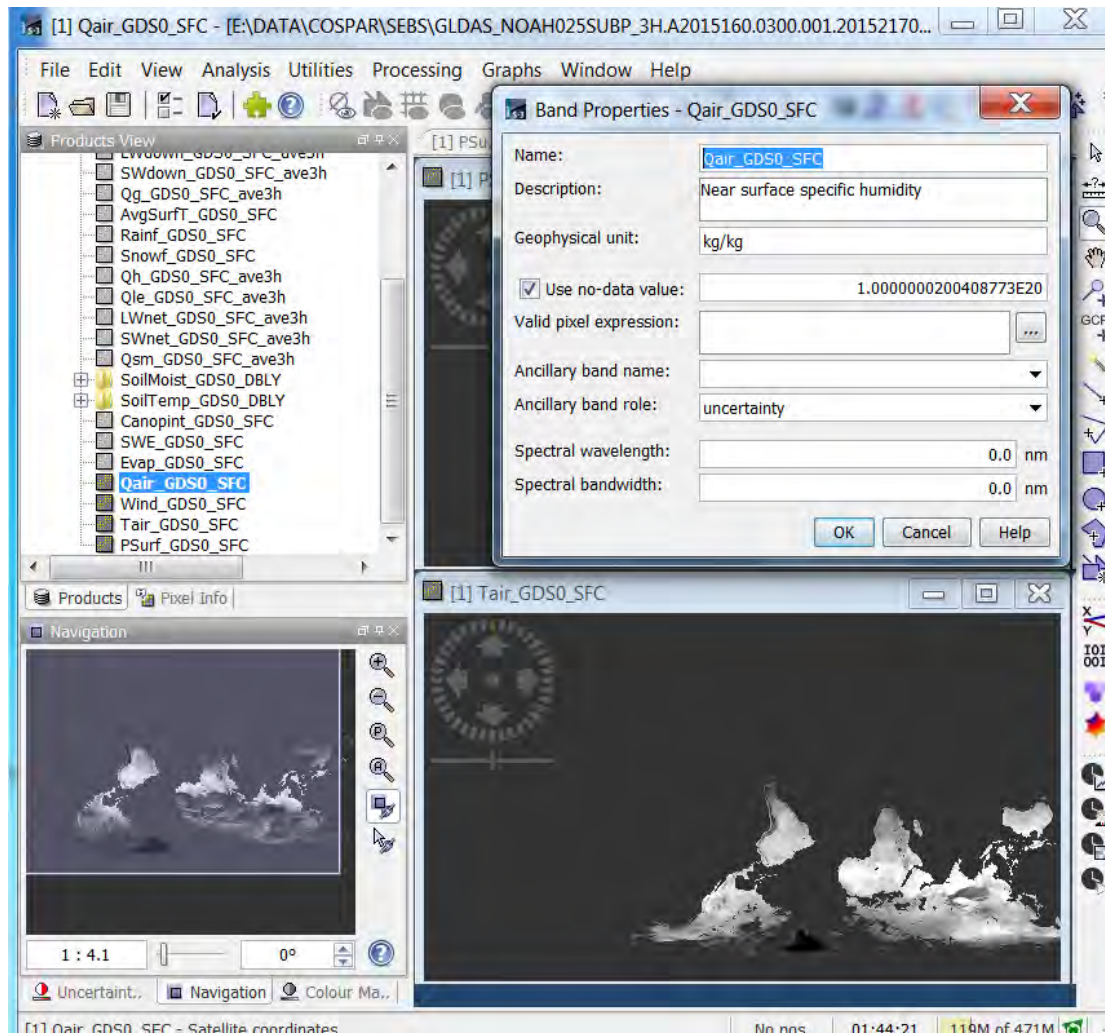 [1] Qair_GDS0_SFC - [E:\DATA\COSPAR\SEBS\GLDAS_NOAH025SUBP_3H.A2015160.0300.001.20152170...
File Edit View Analysis Utilities Processing Graphs Window Help
Products View
LWdown_GDS0_SFC_ave3h
SWdown_GDS0_SFC_ave3h
Qg_GDS0_SFC_ave3h
AvgSurfT_GDS0_SFC
Rainf_GDS0_SFC
Snowf_GDS0_SFC
Qh_GDS0_SFC_ave3h
Qle_GDS0_SFC_ave3h
LWnet_GDS0_SFC_ave3h
SWnet_GDS0_SFC_ave3h
Qsm_GDS0_SFC_ave3h
SoilMoist_GDS0_DBLY
SoilTemp_GDS0_DBLY
Canopint_GDS0_SFC
SWE_GDS0_SFC
Evap_GDS0_SFC
Qair_GDS0_SFC
Wind_GDS0_SFC
Tair_GDS0_SFC
PSurf_GDS0_SFC
Products Pixel Info
Navigation
1 : 4.1 0°
Uncertaint.. Navigation Colour Ma..
[1] PSu
[1] P
Band Properties - Qair_GDS0_SFC
Name: Qair_GDS0_SFC
Description: Near surface specific humidity
Geophysical unit: kg/kg
Use no-data value: 1.0000000200408773E20
Valid pixel expression: ...
Ancillary band name:
Ancillary band role: uncertainty
Spectral wavelength: 0.0 nm
Spectral bandwidth: 0.0 nm
OK Cancel Help
[1] Tair_GDS0_SFC
GCP
X
Y
[1] Qair_GDS0_SFC - Satellite coordinates No pos. 01:44:21 119M of 471M